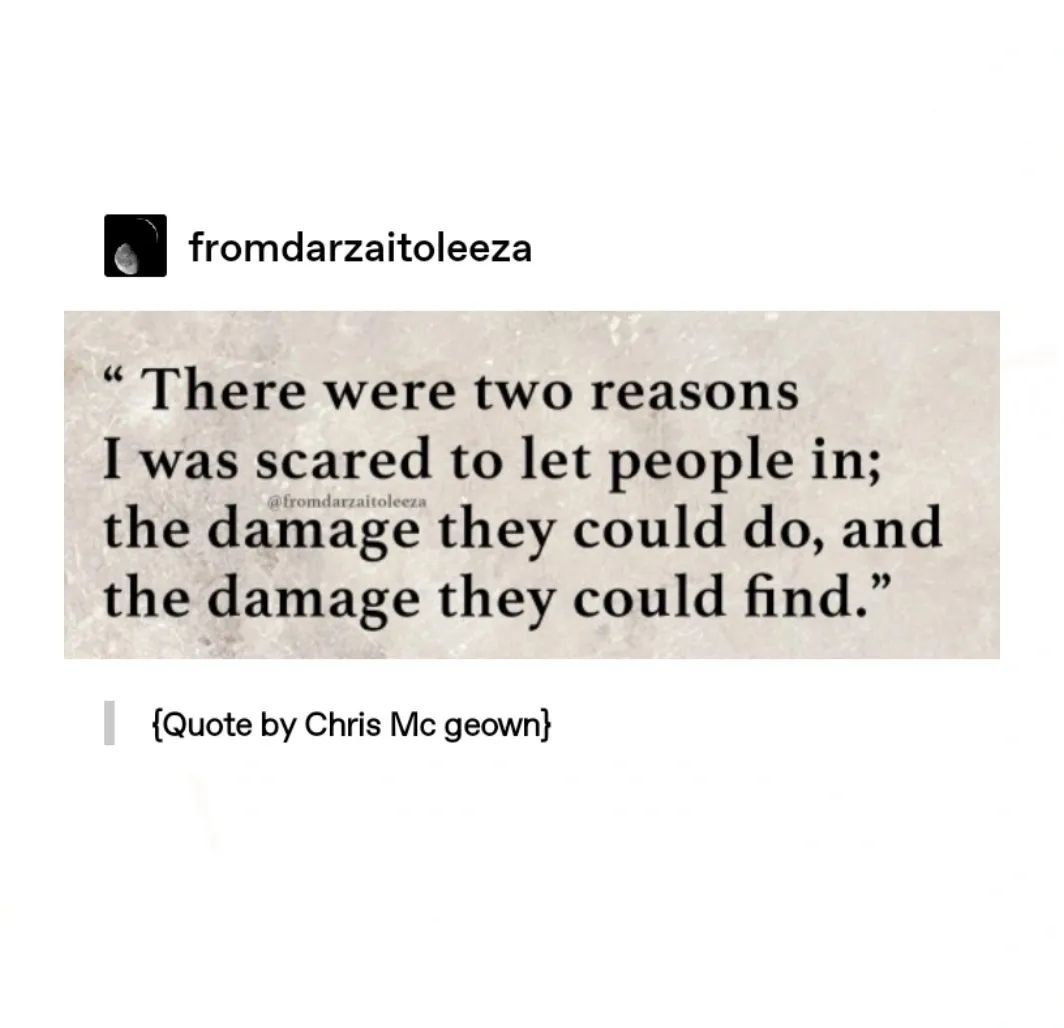 fromdarzaitoleeza
“ There were two reasons
I was scared to let people in;
@fromdarzaitoleeza
the damage they could do, and
the damage they could find.”
{Quote by Chris Mc geown}